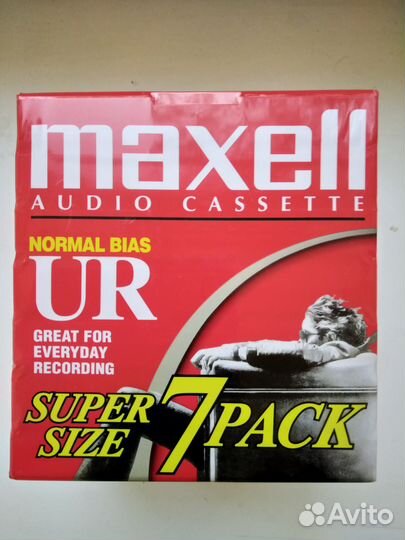 maxell
AUDIO CASSETTE
NORMAL BIAS
UR
GREAT FOR
EVERYDAY
RECORDING
SUPER
SIZE
7 PACK
Avito